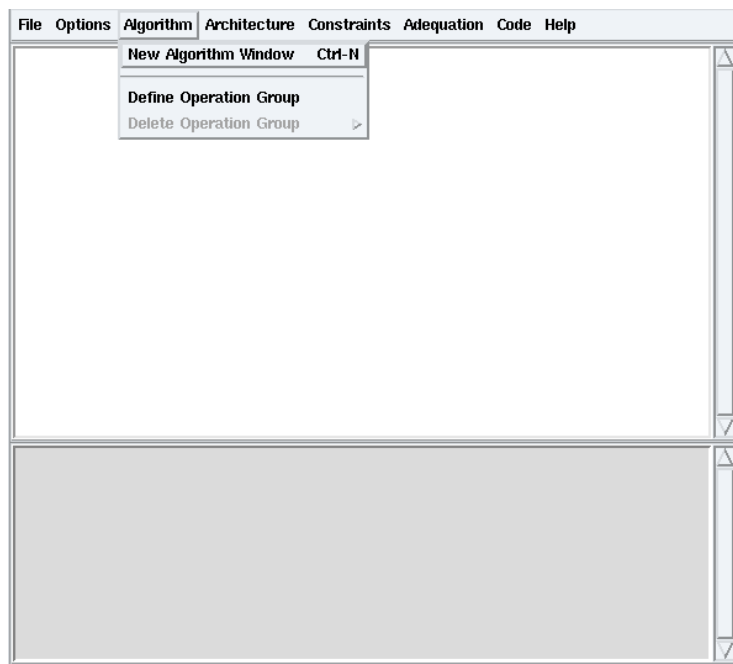 File Options Algorithm Architecture Constraints Adequation Code Help
New Algorithm Window Ctrl-N
Define Operation Group
Delete Operation Group